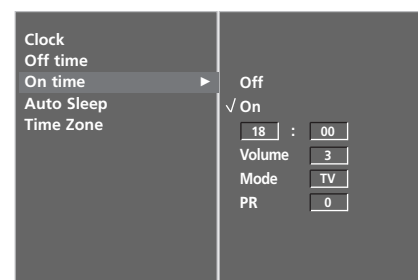 Clock
Off time
On time ►
Auto Sleep
Time Zone
Off
√ On
18 : 00
Volume 3
Mode TV
PR 0